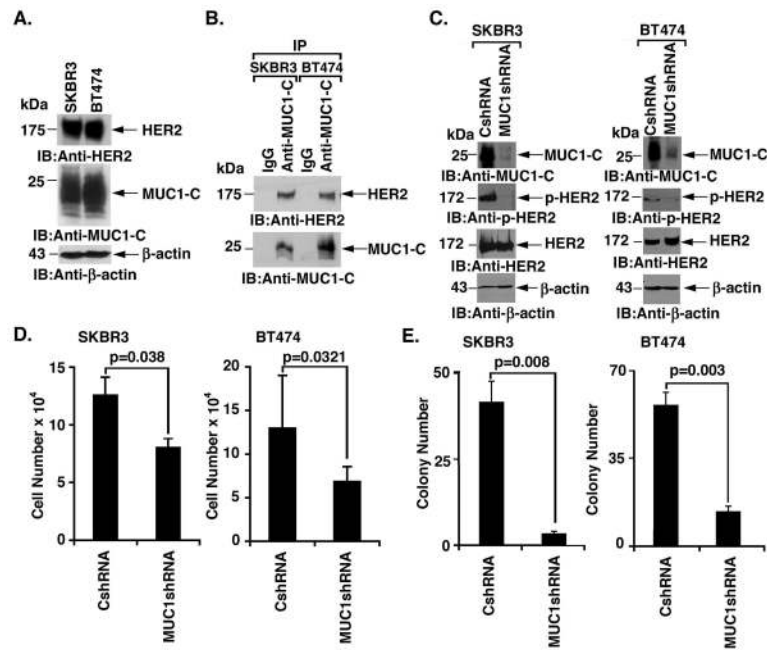 A.
SKBR3
BT474
kDa
175
HER2
IB:Anti-HER2
25
MUC1-C
IB:Anti-MUC1-C
43
β-actin
IB:Anti-β-actin
B.
IP
SKBR3 BT474
IgG
Anti-MUC1-C
IgG
Anti-MUC1-C
kDa
175
HER2
IB:Anti-HER2
25
MUC1-C
IB:Anti-MUC1-C
C.
SKBR3
CshRNA
MUC1shRNA
kDa
25
MUC1-C
IB:Anti-MUC1-C
172
p-HER2
IB:Anti-p-HER2
172
HER2
IB:Anti-HER2
43
β-actin
IB:Anti-β-actin
BT474
CshRNA
MUC1shRNA
kDa
25
MUC1-C
IB:Anti-MUC1-C
172
p-HER2
IB:Anti-p-HER2
172
HER2
IB:Anti-HER2
43
β-actin
IB:Anti-β-actin
D.
SKBR3
p=0.038
Cell Number x 10⁴
15
10
5
0
CshRNA
MUC1shRNA
BT474
p=0.0321
Cell Number x 10⁴
20
15
10
5
0
CshRNA
MUC1shRNA
E.
SKBR3
p=0.008
Colony Number
50
25
0
CshRNA
MUC1shRNA
BT474
p=0.003
Colony Number
60
30
0
CshRNA
MUC1shRNA